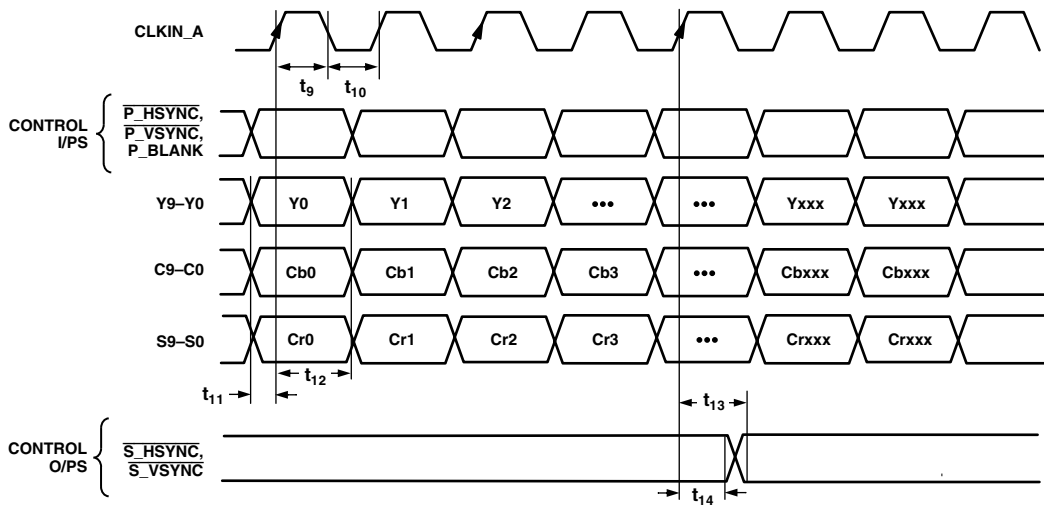 CLKIN_A
t9
t10
CONTROL
I/PS
P_HSYNC,
P_VSYNC,
P_BLANK
Y9–Y0
Y0
Y1
Y2
•••
•••
Yxxx
Yxxx
C9–C0
Cb0
Cb1
Cb2
Cb3
•••
Cbxxx
Cbxxx
S9–S0
Cr0
Cr1
Cr2
Cr3
•••
Crxxx
Crxxx
t12
t11
t13
CONTROL
O/PS
S_HSYNC,
S_VSYNC
t14